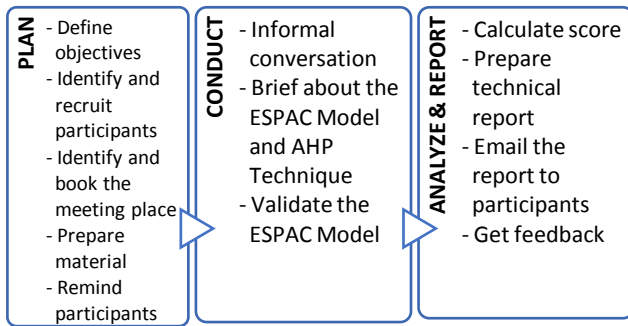 PLAN
- Define
objectives
- Identify and
recruit
participants
- Identify and
book the
meeting place
- Prepare
material
- Remind
participants
CONDUCT
- Informal
conversation
- Brief about the
ESPAC Model
and AHP
Technique
- Validate the
ESPAC Model
ANALYZE & REPORT
- Calculate score
- Prepare
technical
report
- Email the
report to
participants
- Get feedback